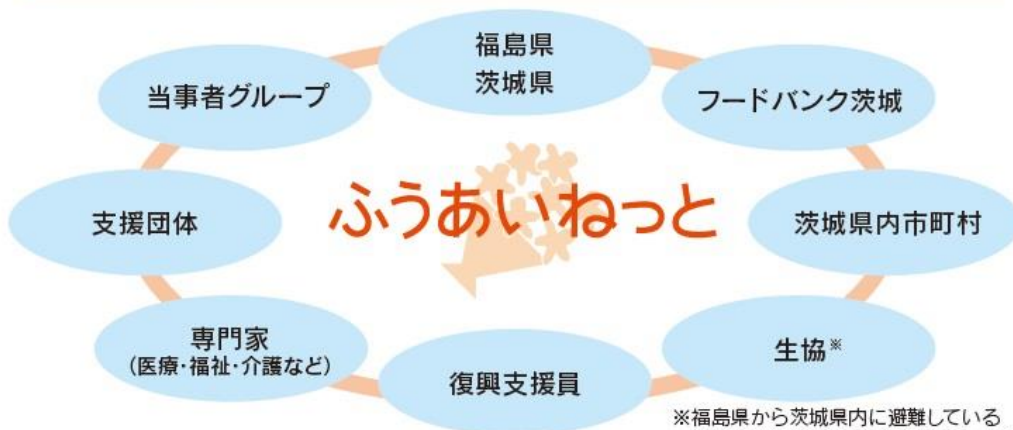 福島県
茨城県
当事者グループ
フードバンク茨城
ふうあいねっと
支援団体
茨城県内市町村
専門家
(医療・福祉・介護など)
生協※
復興支援員
※福島県から茨城県内に避難している